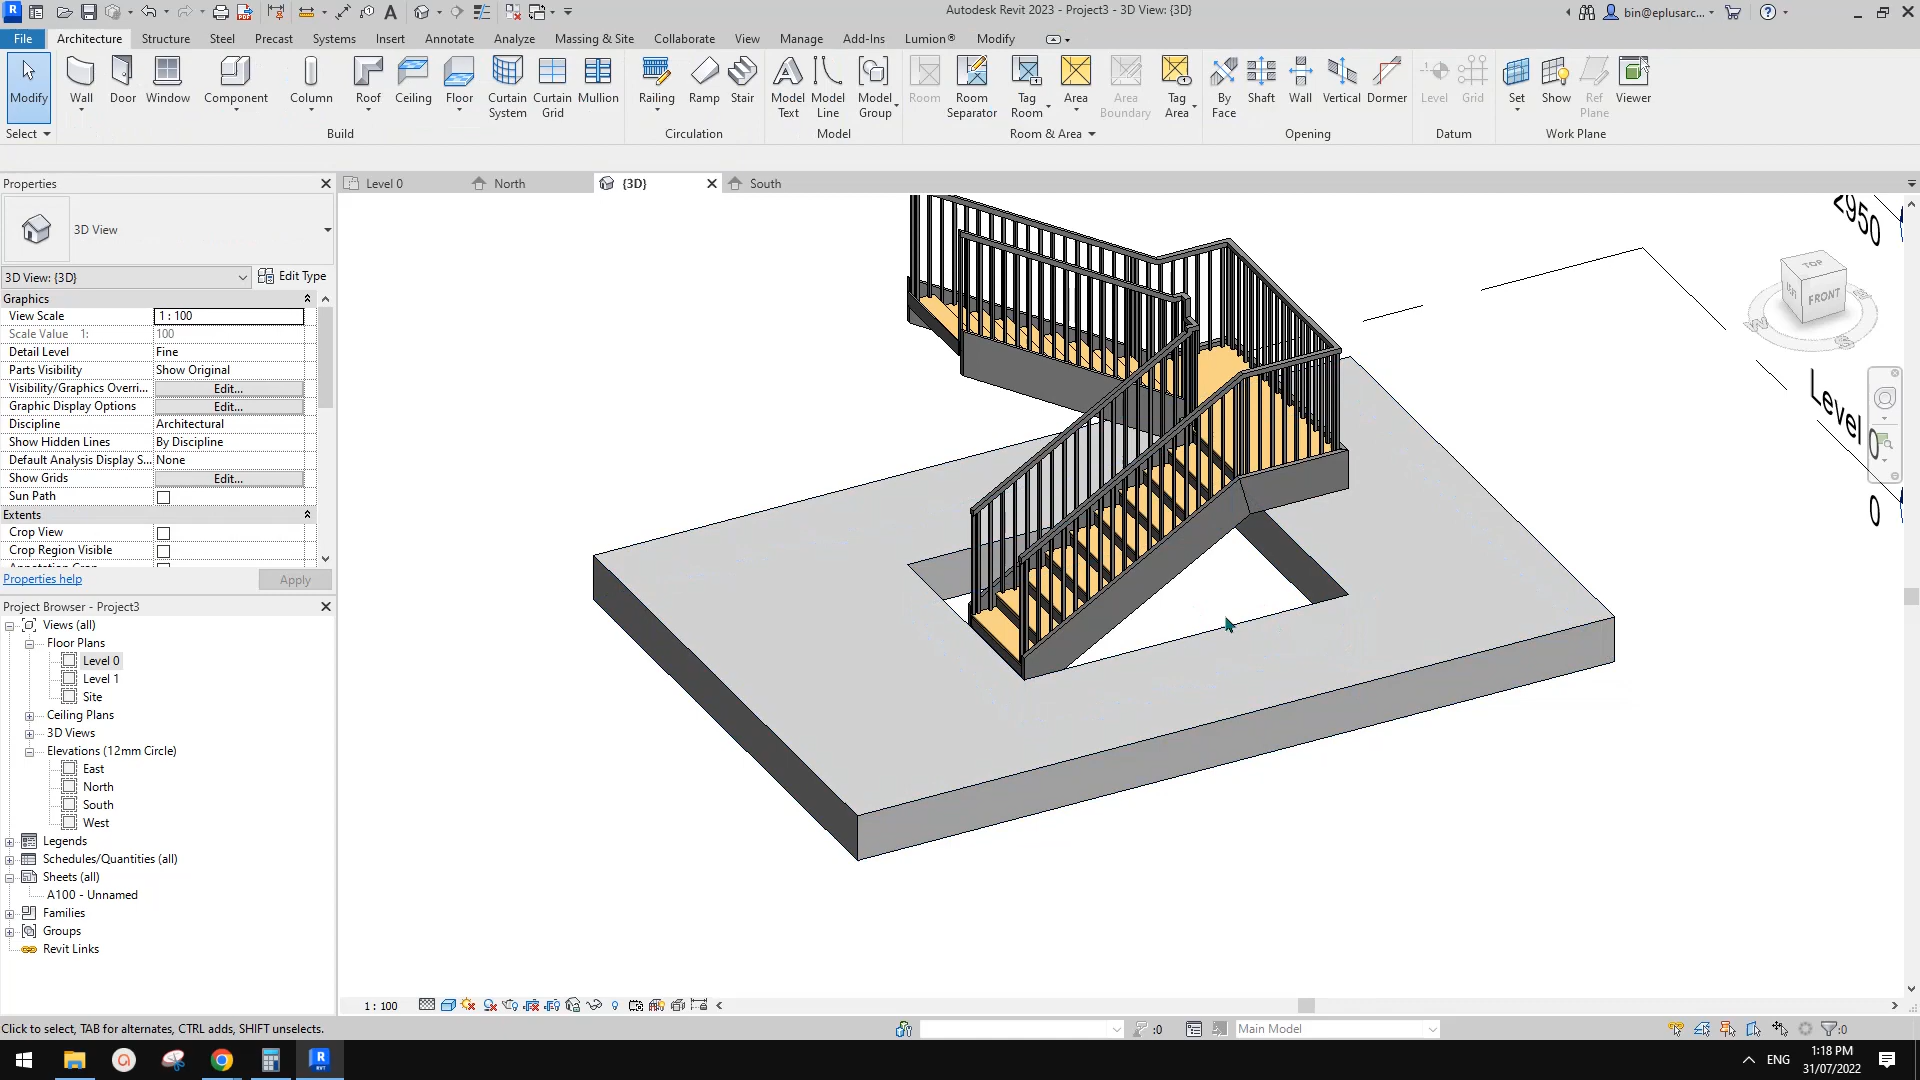 Autodesk Revit 2023 - Project3 - 3D View: {3D}
bin@eplusarc...
File Architecture Structure Steel Precast Systems Insert Annotate Analyze Massing & Site Collaborate View Manage Add-Ins Lumion® Modify
Modify Wall Door Window Component Column Roof Ceiling Floor Curtain System Curtain Grid Mullion Railing Ramp Stair Model Text Model Line Model Group Room Room Separator Tag Room Area Area Boundary Tag Area By Face Shaft Wall Vertical Dormer Level Grid Set Show Ref Plane Viewer
Select Build Circulation Model Room & Area Opening Datum Work Plane
Properties
Level 0 North {3D} South
3D View
3D View: {3D} Edit Type
Graphics
View Scale 1 : 100
Scale Value 1: 100
Detail Level Fine
Parts Visibility Show Original
Visibility/Graphics Overri... Edit...
Graphic Display Options Edit...
Discipline Architectural
Show Hidden Lines By Discipline
Default Analysis Display S... None
Show Grids Edit...
Sun Path
Extents
Crop View
Crop Region Visible
Properties help Apply
Project Browser - Project3
Views (all)
Floor Plans
Level 0
Level 1
Site
Ceiling Plans
3D Views
Elevations (12mm Circle)
East
North
South
West
Legends
Schedules/Quantities (all)
Sheets (all)
A100 - Unnamed
Families
Groups
Revit Links
2950
TOP
FRONT
W
S
Level 0
0
1 : 100
Click to select, TAB for alternates, CTRL adds, SHIFT unselects.
:0
Main Model
:0
ENG
1:18 PM
31/07/2022